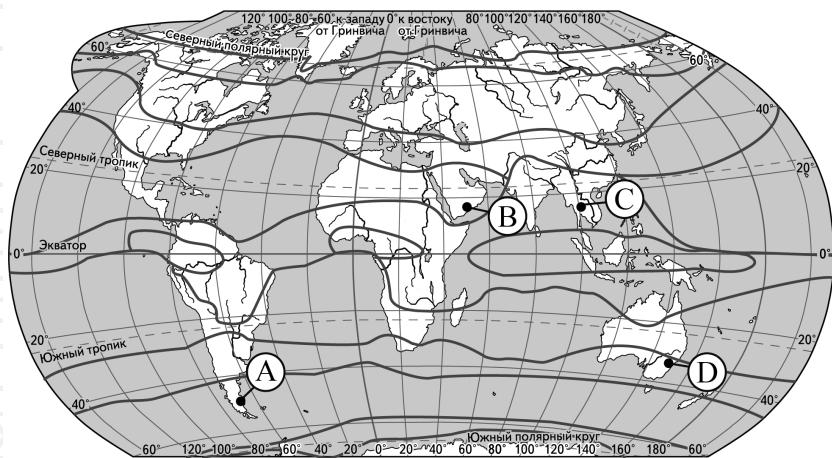 120° 100° 80° 60° к западу 0° к востоку 80° 100° 120° 140° 160° 180°
от Гринвича от Гринвича
Северный полярный круг
60° 60°
40° 40°
Северный тропик
20° 20°
C
B
Экватор
0° 0°
20° 20°
Южный тропик
A
D
40° 40°
Южный полярный круг
60° 120° 100° 80° 60° 40° 20° 0° 20° 40° 60° 80° 100° 120° 140° 160° 180° 60°